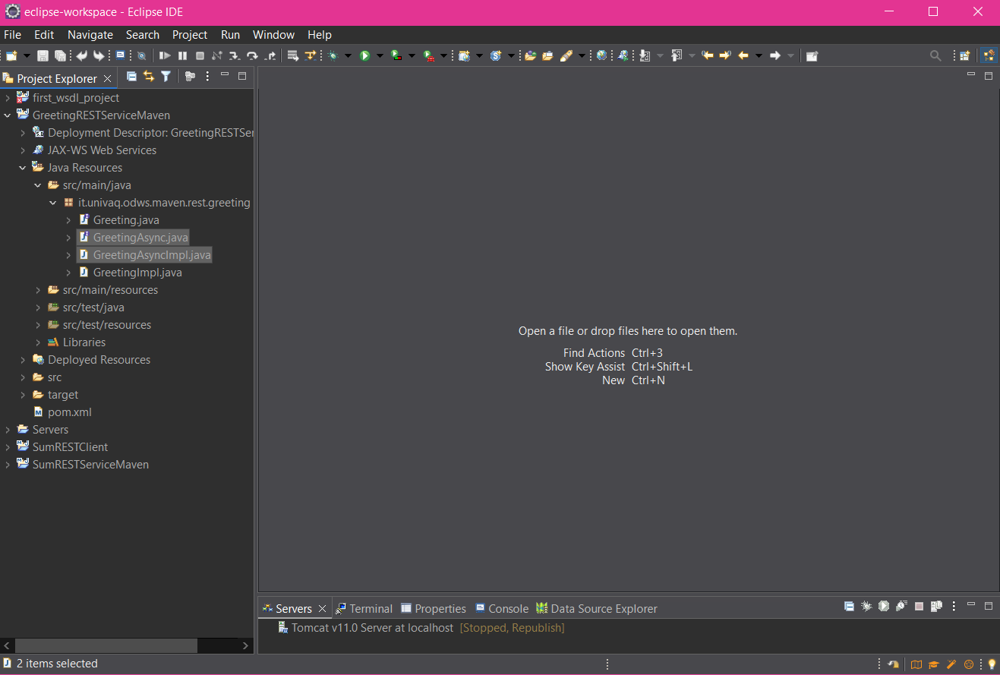 eclipse-workspace - Eclipse IDE
File Edit Navigate Search Project Run Window Help
Project Explorer
first_wsdl_project
GreetingRESTServiceMaven
Deployment Descriptor: GreetingRESTSer
JAX-WS Web Services
Java Resources
src/main/java
it.univaq.odws.maven.rest.greeting
Greeting.java
GreetingAsync.java
GreetingAsyncImpl.java
GreetingImpl.java
src/main/resources
src/test/java
src/test/resources
Libraries
Deployed Resources
src
target
pom.xml
Servers
SumRESTClient
SumRESTServiceMaven
Open a file or drop files here to open them.
Find Actions Ctrl+3
Show Key Assist Ctrl+Shift+L
New Ctrl+N
Servers Terminal Properties Console Data Source Explorer
Tomcat v11.0 Server at localhost [Stopped, Republish]
2 items selected